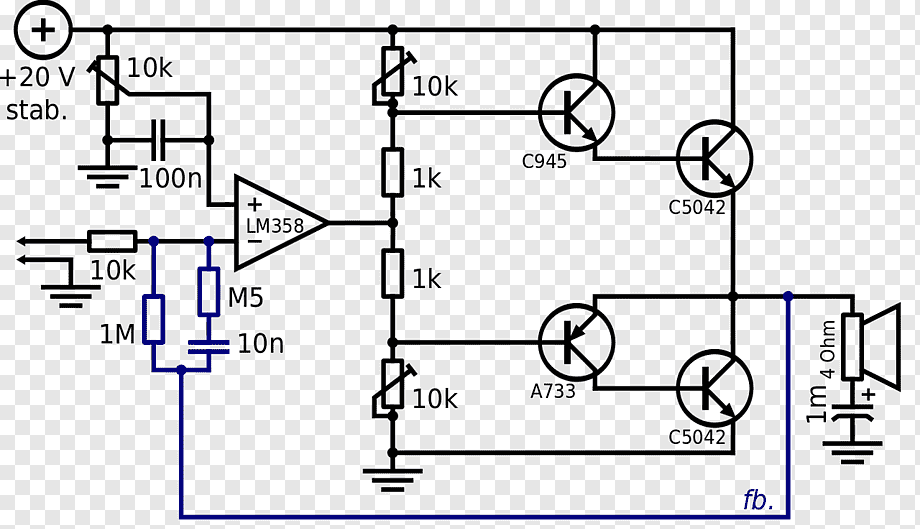 +
+20 V
stab.
10k
100n
10k
C945
C5042
1k
+
LM358
−
10k
1k
M5
1M
10n
A733
10k
C5042
4 Ohm
+
1m
fb.